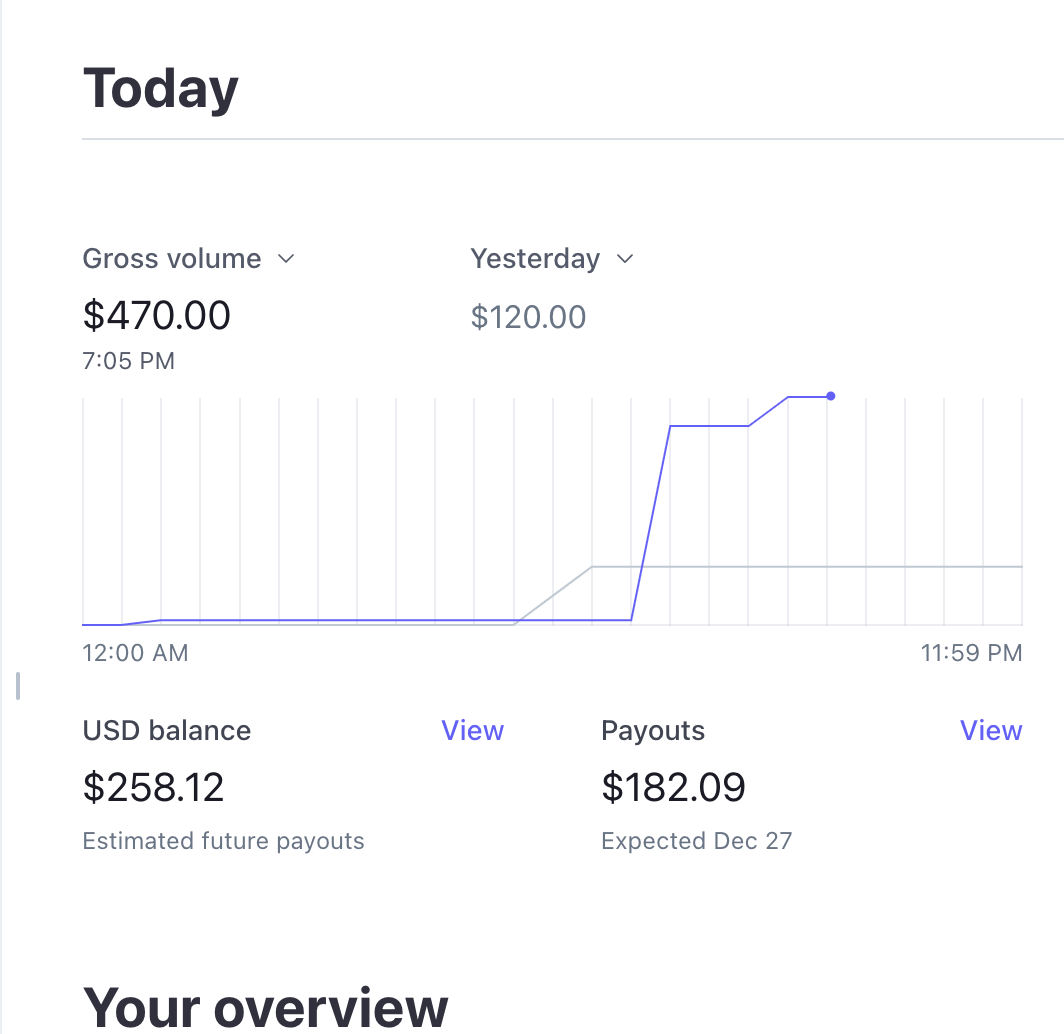 Today
Gross volume
Yesterday
$470.00
$120.00
7:05 PM
12:00 AM
11:59 PM
USD balance
View
Payouts
View
$258.12
$182.09
Estimated future payouts
Expected Dec 27
Your overview